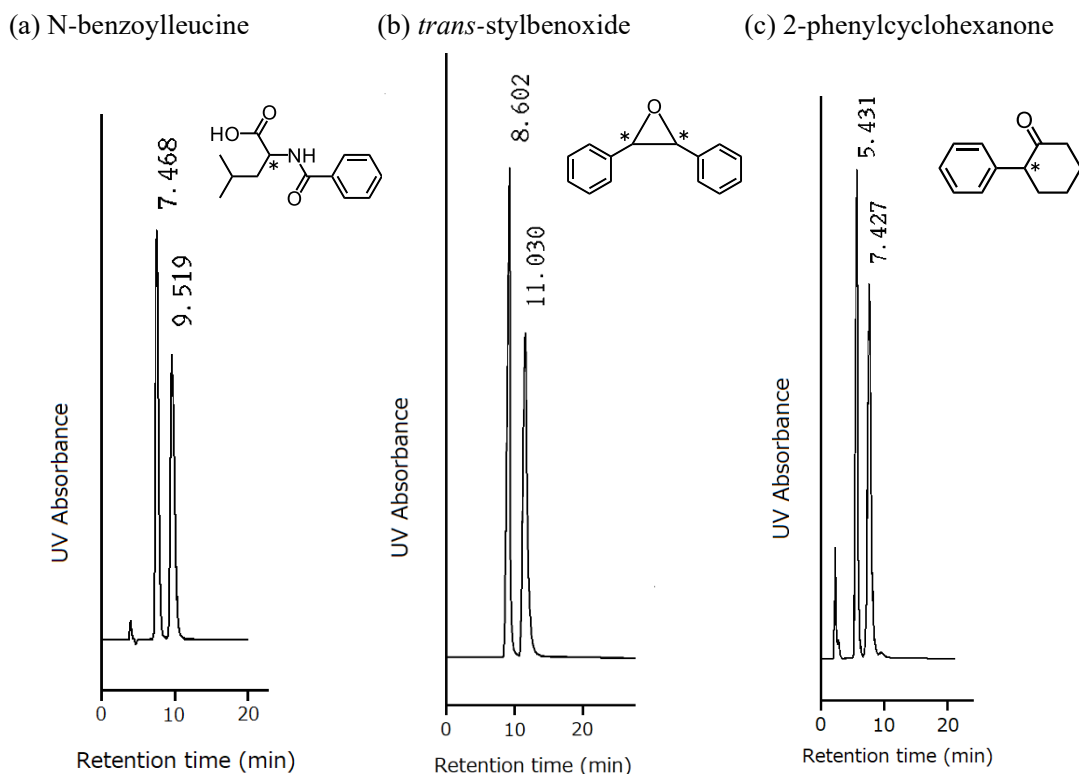 (a) N-benzoylleucine
7.468
9.519
O
HO
*
NH
O
UV Absorbance
0
10
20
Retention time (min)
(b) trans-stylbenoxide
8.602
11.030
O
*
*
UV Absorbance
0
10
20
Retention time (min)
(c) 2-phenylcyclohexanone
5.431
7.427
O
*
UV Absorbance
0
10
20
Retention time (min)